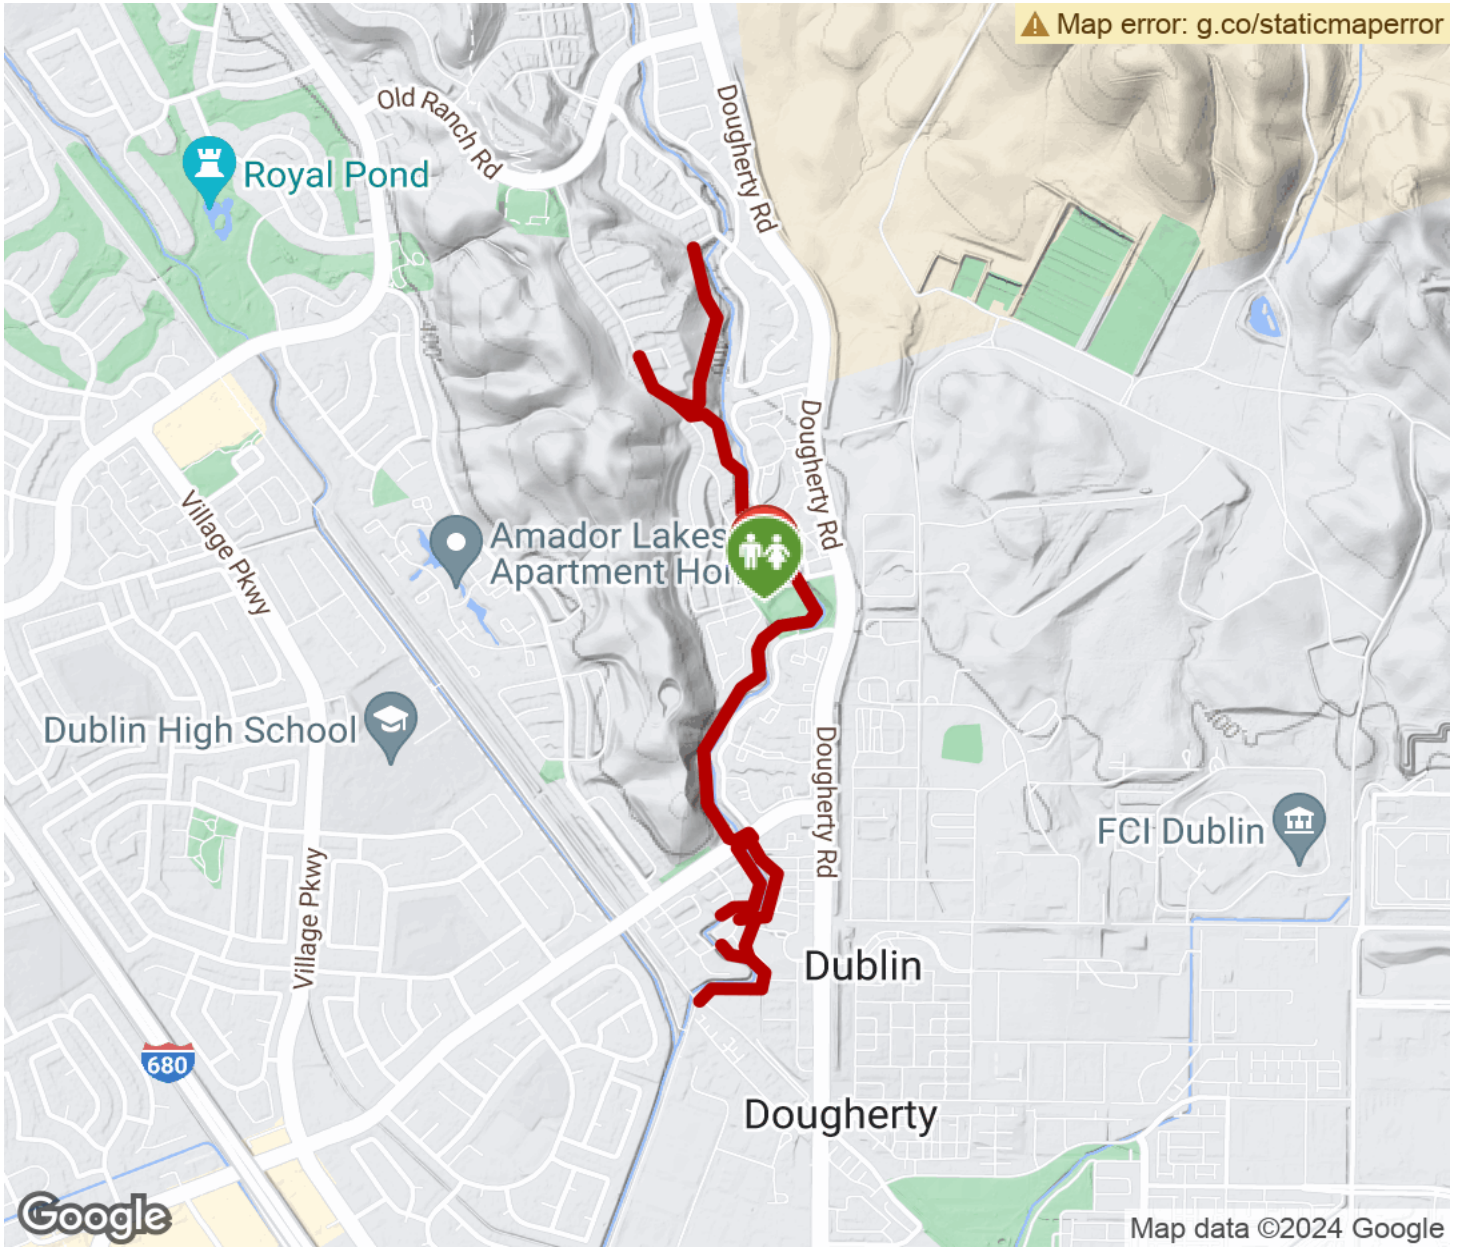 Map error: g.co/staticmaperror
Old Ranch Rd
Dougherty Rd
Royal Pond
400
Dougherty Rd
Village Pkwy
Amador Lakes
Apartment Hom
Dublin High School
400
Dougherty Rd
FCI Dublin
Village Pkwy
Dublin
680
Dougherty
Google
Map data ©2024 Google